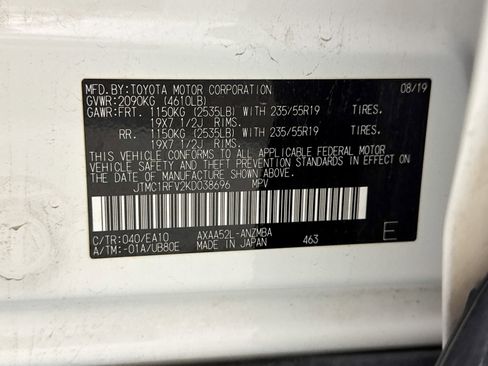 MFD.BY:TOYOTA MOTOR CORPORATION 08/19
GVWR:2090KG (4610LB)
GAWR:FRT. 1150KG (2535LB) WITH 235/55R19 TIRES.
19X7 1/2J RIMS.
RR. 1150KG (2535LB) WITH 235/55R19 TIRES.
19X7 1/2J RIMS.
THIS VEHICLE CONFORMS TO ALL APPLICABLE FEDERAL MOTOR
VEHICLE SAFETY AND THEFT PREVENTION STANDARDS IN EFFECT ON
THE DATE OF MANUFACTURE SHOWN ABOVE.
JTMC1RFV2KD038696 MPV
C/TR:040/EA10 AXAA52L-ANZMBA
A/TM:-01A/UB80E MADE IN JAPAN 463 E